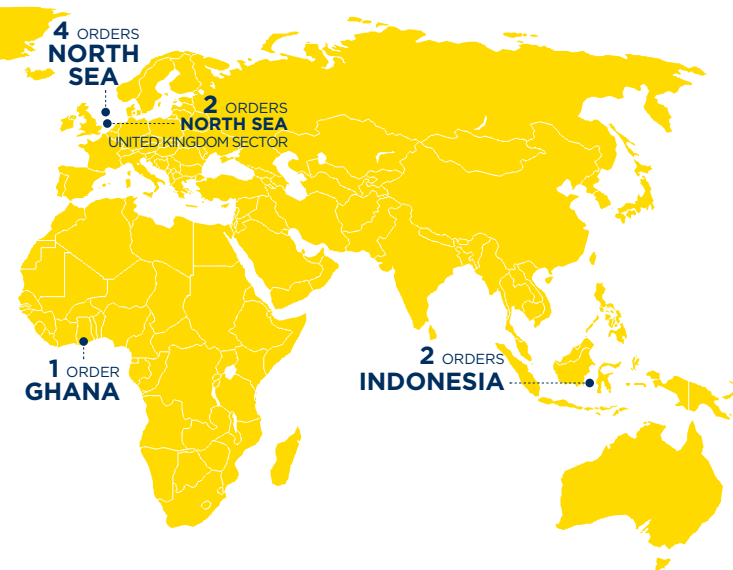 4 ORDERS
NORTH
SEA
2 ORDERS
NORTH SEA
UNITED KINGDOM SECTOR
1 ORDER
GHANA
2 ORDERS
INDONESIA